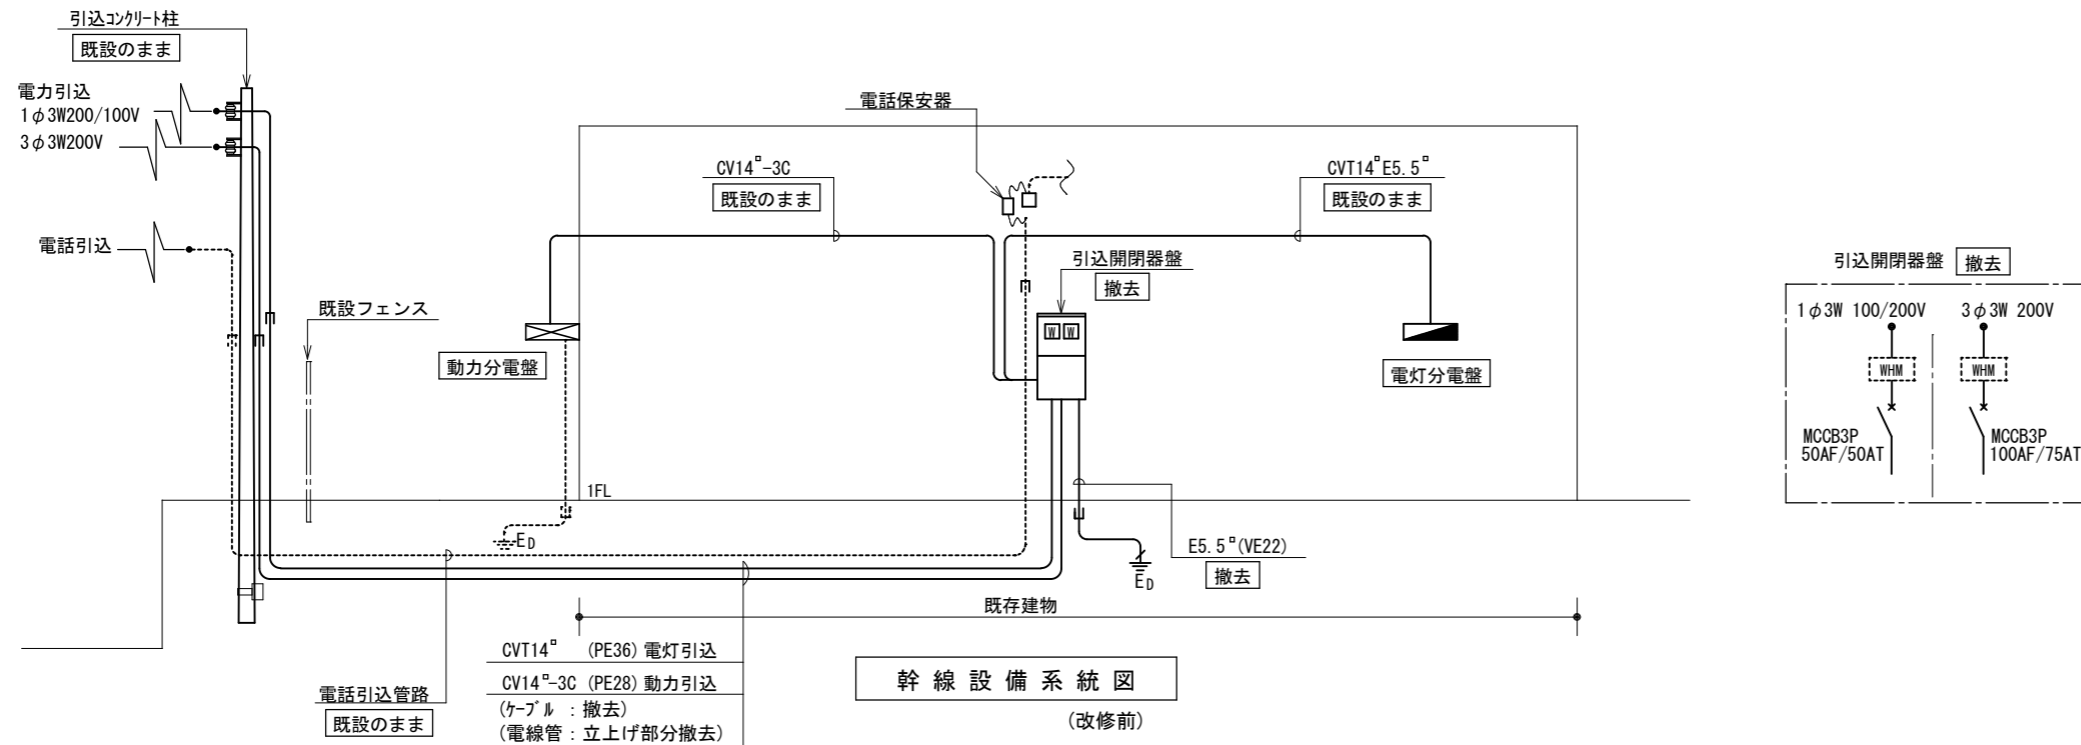 引込ｺﾝｸﾘｰﾄ柱
既設のまま
電力引込
1φ3W200/100V
3φ3W200V
電話引込
既設フェンス
CV14□-3C
既設のまま
電話保安器
CVT14□E5.5□
既設のまま
引込開閉器盤
撤去
W W
動力分電盤
電灯分電盤
1FL
ED
E5.5□(VE22)
撤去
ED
既存建物
CVT14□ (PE36) 電灯引込
CV14□-3C (PE28) 動力引込
(ｹｰﾌﾞﾙ : 撤去)
(電線管 : 立上げ部分撤去)
電話引込管路
既設のまま
幹線設備系統図
(改修前)
引込開閉器盤 撤去
1φ3W 100/200V 3φ3W 200V
WHM WHM
MCCB3P
50AF/50AT
MCCB3P
100AF/75AT